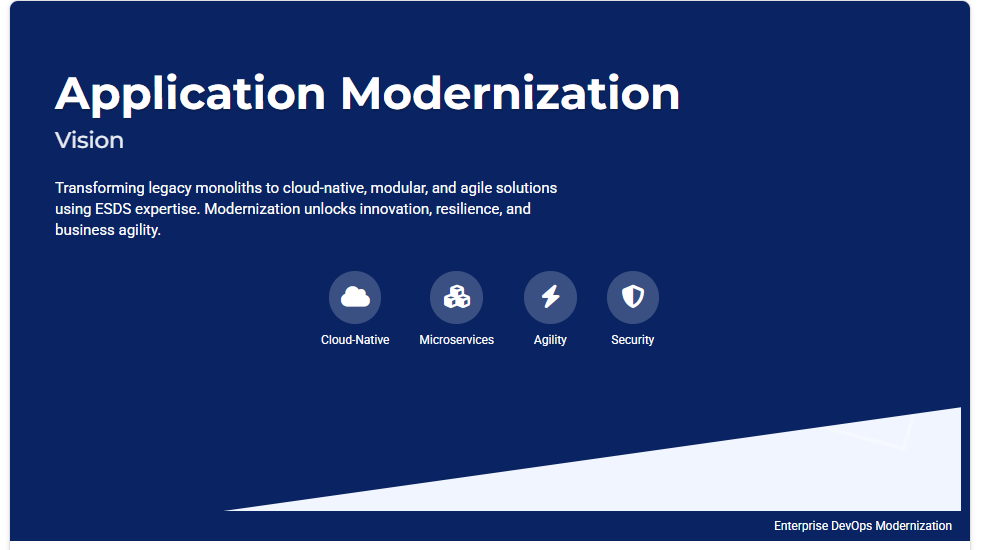 Application Modernization
Vision
Transforming legacy monoliths to cloud-native, modular, and agile solutions
using ESDS expertise. Modernization unlocks innovation, resilience, and
business agility.
Cloud-Native
Microservices
Agility
Security
Enterprise DevOps Modernization